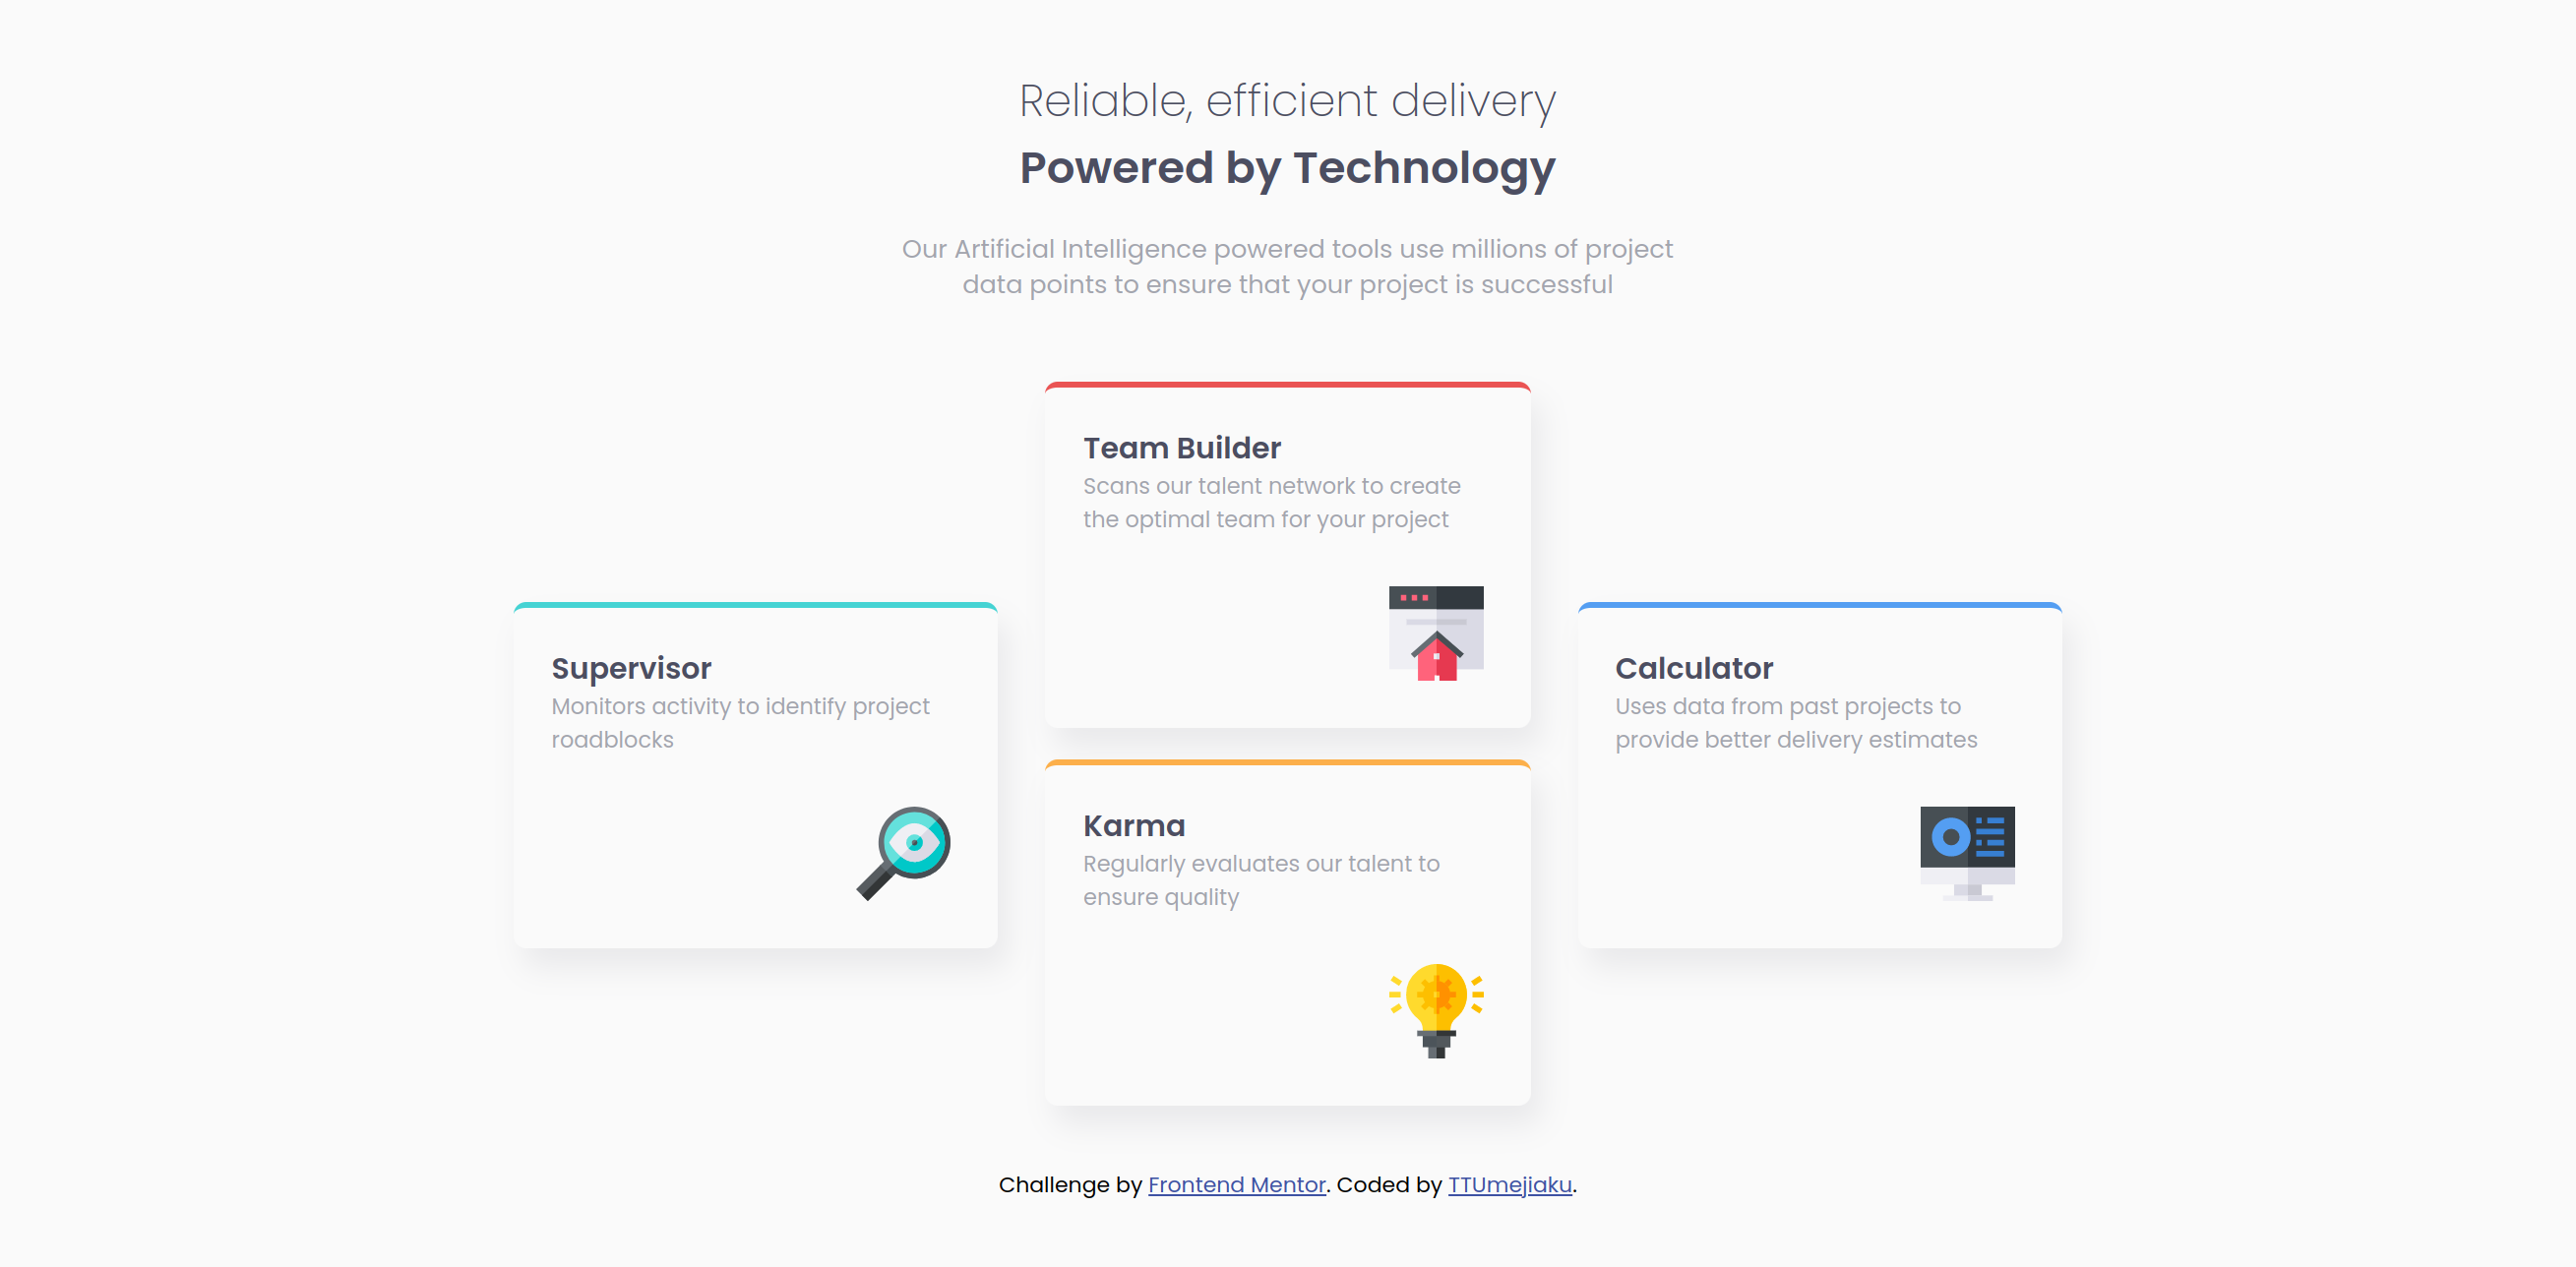 Reliable, efficient delivery
Powered by Technology
Our Artificial Intelligence powered tools use millions of project
data points to ensure that your project is successful
Supervisor
Monitors activity to identify project
roadblocks
Team Builder
Scans our talent network to create
the optimal team for your project
Karma
Regularly evaluates our talent to
ensure quality
Calculator
Uses data from past projects to
provide better delivery estimates
Challenge by Frontend Mentor. Coded by TTUmejiaku.